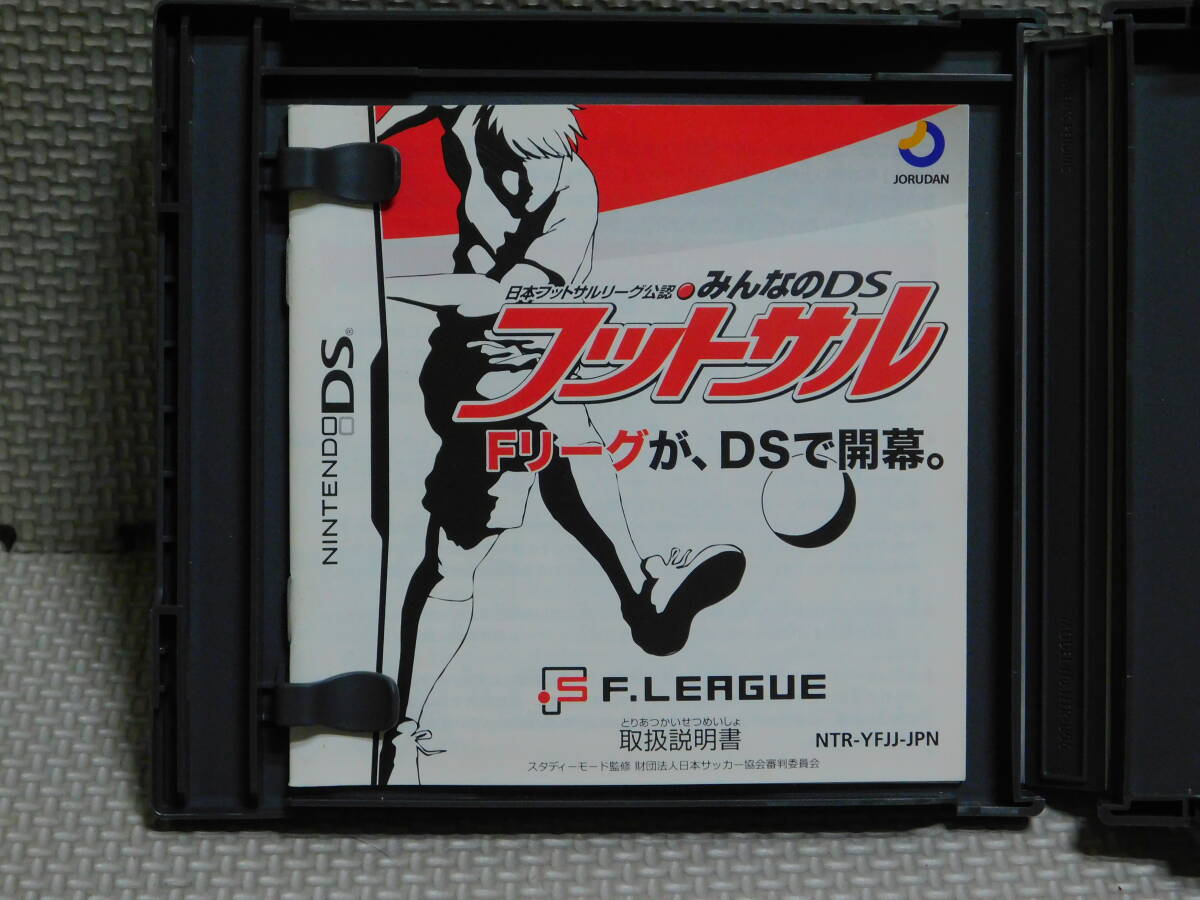 JORUDAN
日本フットサルリーグ公認●みんなのDS
フットサル
Fリーグが、DSで開幕。
NINTENDO DS®
F.LEAGUE
とりあつかいせつめいしょ
取扱説明書
NTR-YFJJ-JPN
スタディーモード監修 財団法人日本サッカー協会審判委員会